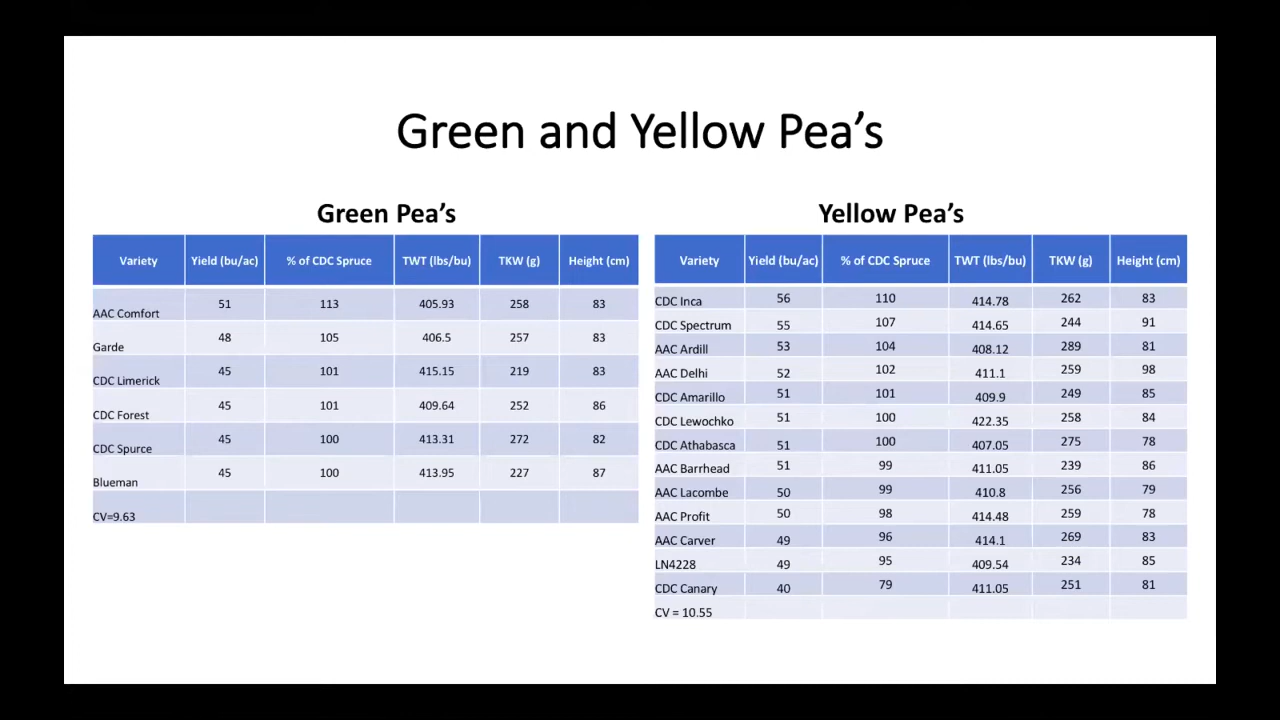 Green and Yellow Pea's
Green Pea's
Variety Yield (bu/ac) % of CDC Spruce TWT (lbs/bu) TKW (g) Height (cm)
AAC Comfort 51 113 405.93 258 83
Garde 48 105 406.5 257 83
CDC Limerick 45 101 415.15 219 83
CDC Forest 45 101 409.64 252 86
CDC Spurce 45 100 413.31 272 82
Blueman 45 100 413.95 227 87
CV=9.63
Yellow Pea's
Variety Yield (bu/ac) % of CDC Spruce TWT (lbs/bu) TKW (g) Height (cm)
CDC Inca 56 110 414.78 262 83
CDC Spectrum 55 107 414.65 244 91
AAC Ardill 53 104 408.12 289 81
AAC Delhi 52 102 411.1 259 98
CDC Amarillo 51 101 409.9 249 85
CDC Lewochko 51 100 422.35 258 84
CDC Athabasca 51 100 407.05 275 78
AAC Barrhead 51 99 411.05 239 86
AAC Lacombe 50 99 410.8 256 79
AAC Profit 50 98 414.48 259 78
AAC Carver 49 96 414.1 269 83
LN4228 49 95 409.54 234 85
CDC Canary 40 79 411.05 251 81
CV = 10.55